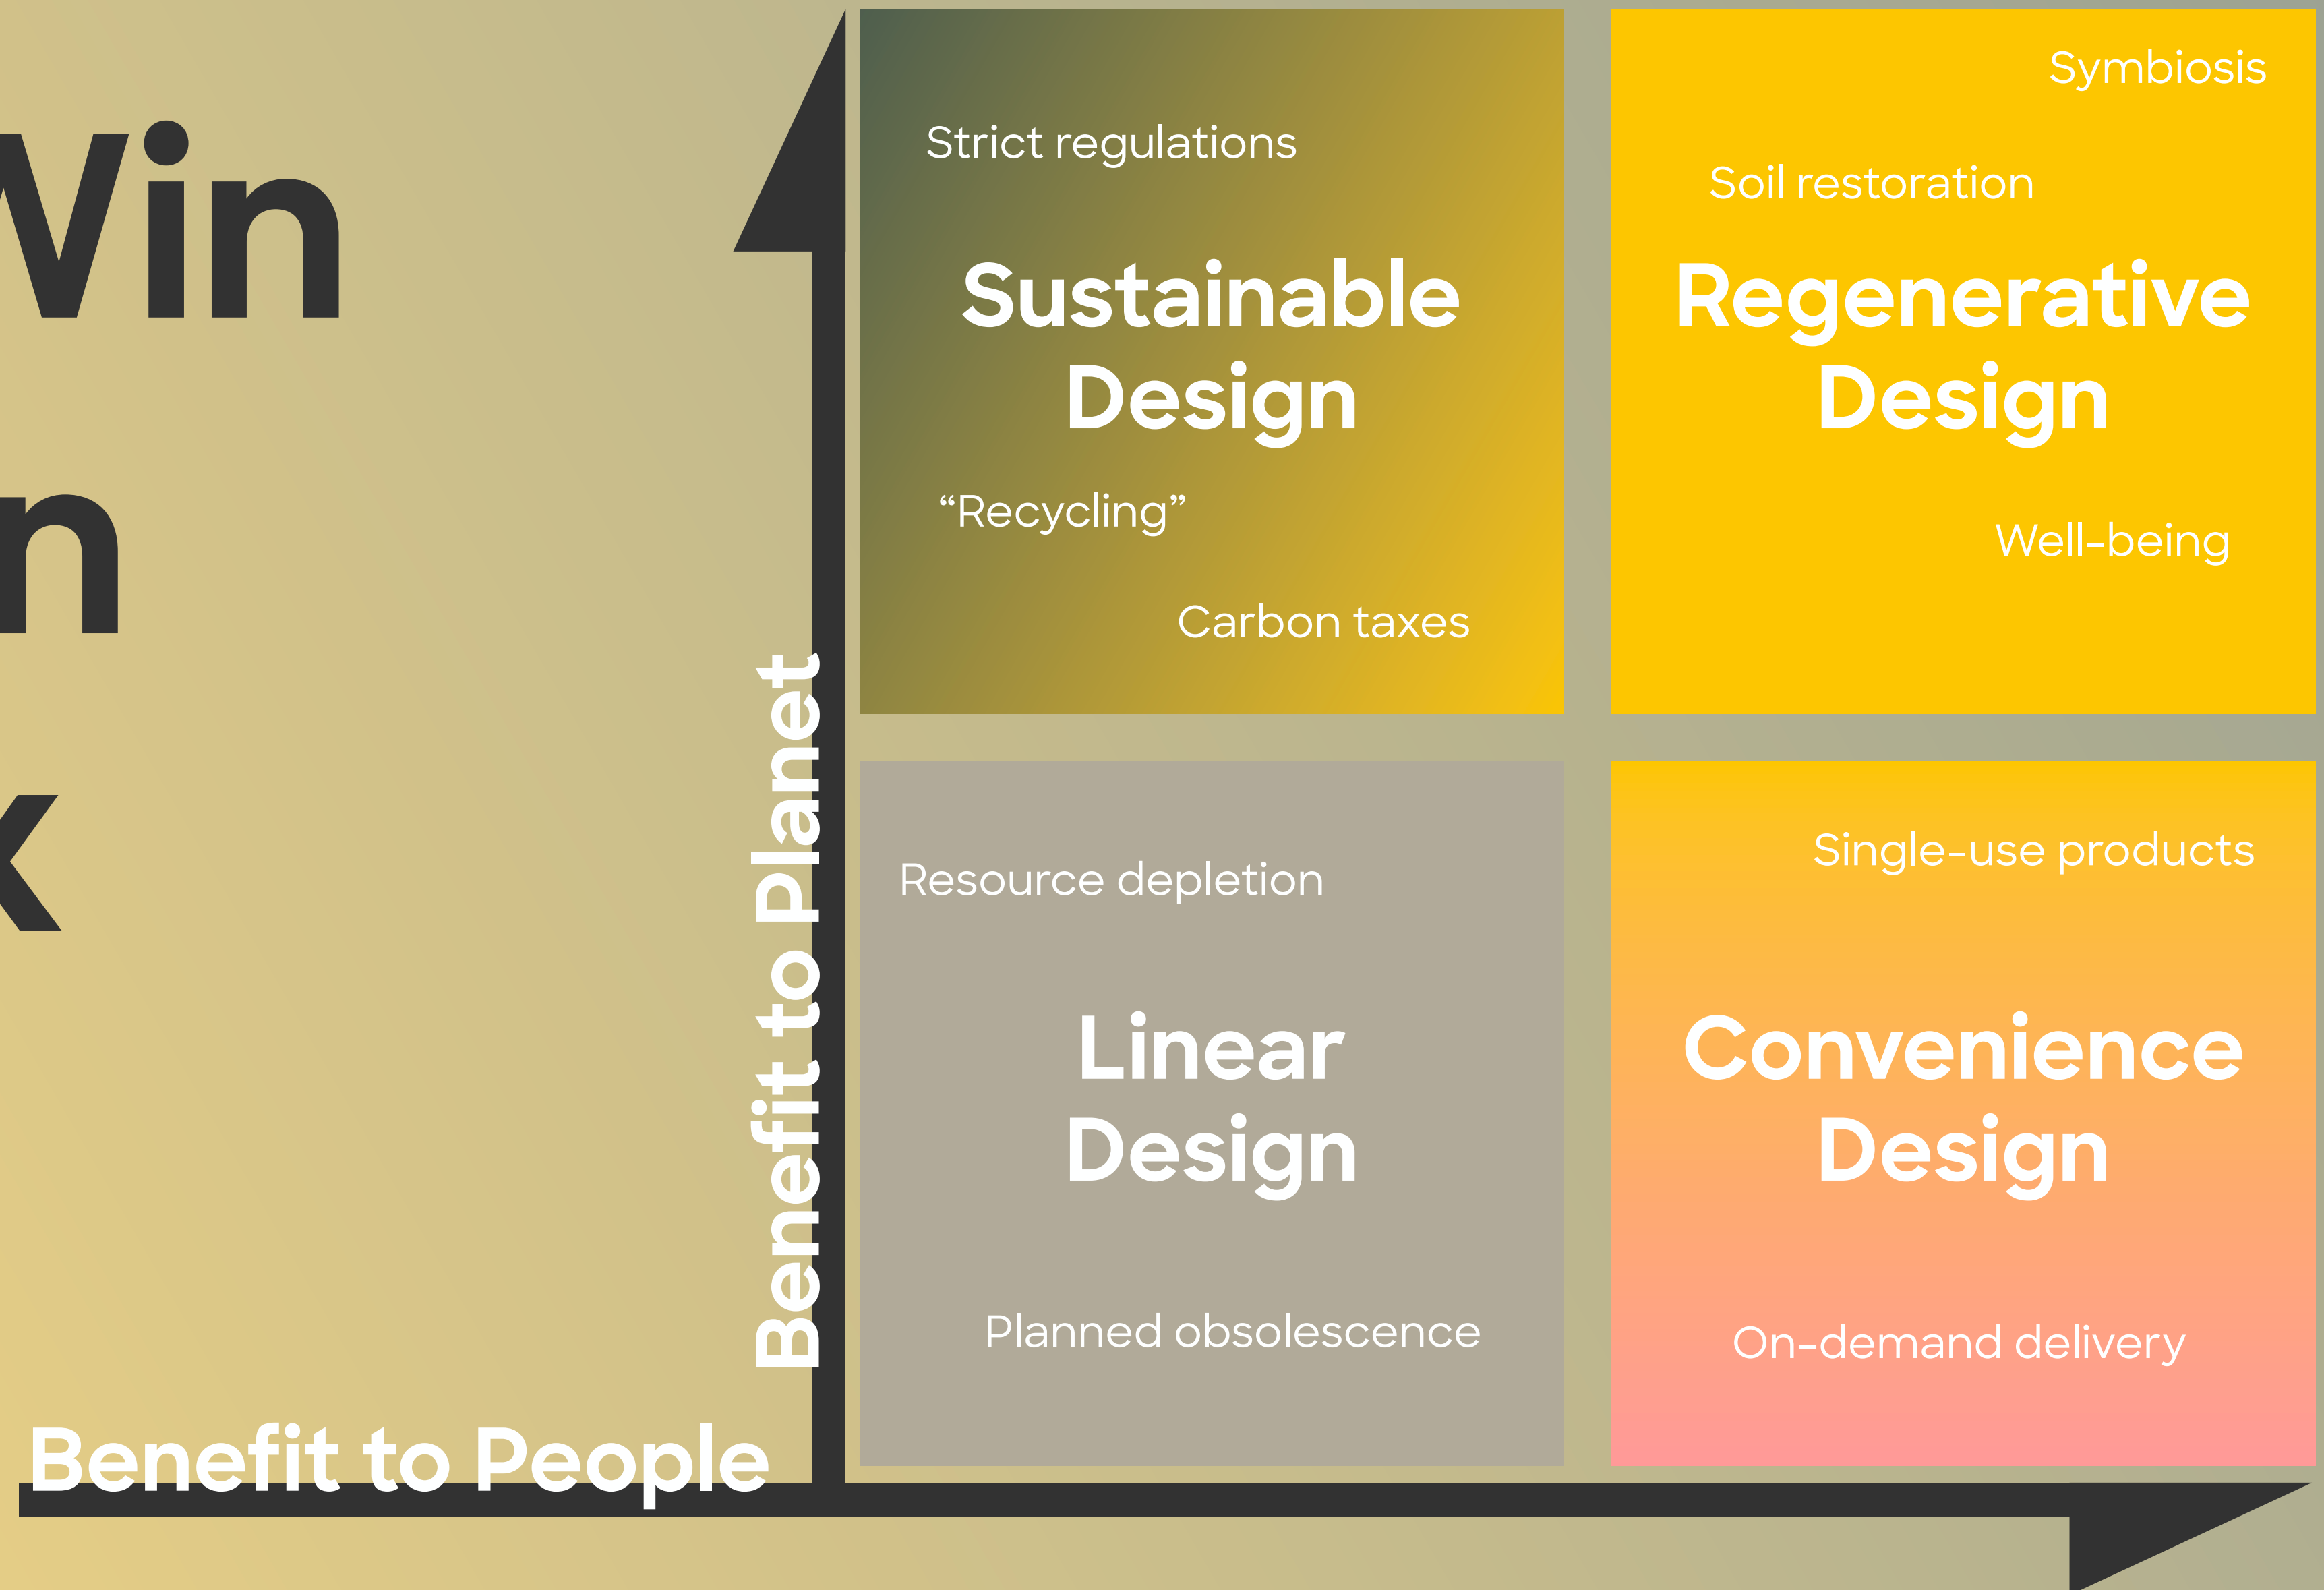 Win
n
x
Benefit to Planet
Benefit to People
Strict regulations
Sustainable
Design
“Recycling”
Carbon taxes
Symbiosis
Soil restoration
Regenerative
Design
Well-being
Resource depletion
Linear
Design
Planned obsolescence
Single-use products
Convenience
Design
On-demand delivery